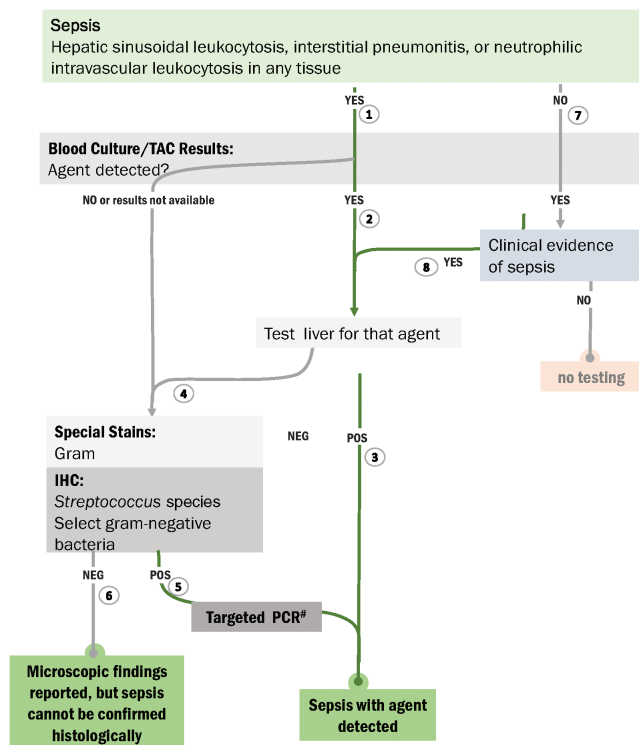 Sepsis
Hepatic sinusoidal leukocytosis, interstitial pneumonitis, or neutrophilic
intravascular leukocytosis in any tissue
YES
1
NO
7
Blood Culture/TAC Results:
Agent detected?
NO or results not available
YES
2
YES
Clinical evidence
of sepsis
8
YES
NO
Test liver for that agent
no testing
4
Special Stains:
Gram
NEG
POS
3
IHC:
Streptococcus species
Select gram-negative
bacteria
NEG
6
POS
5
Targeted PCR#
Microscopic findings
reported, but sepsis
cannot be confirmed
histologically
Sepsis with agent
detected